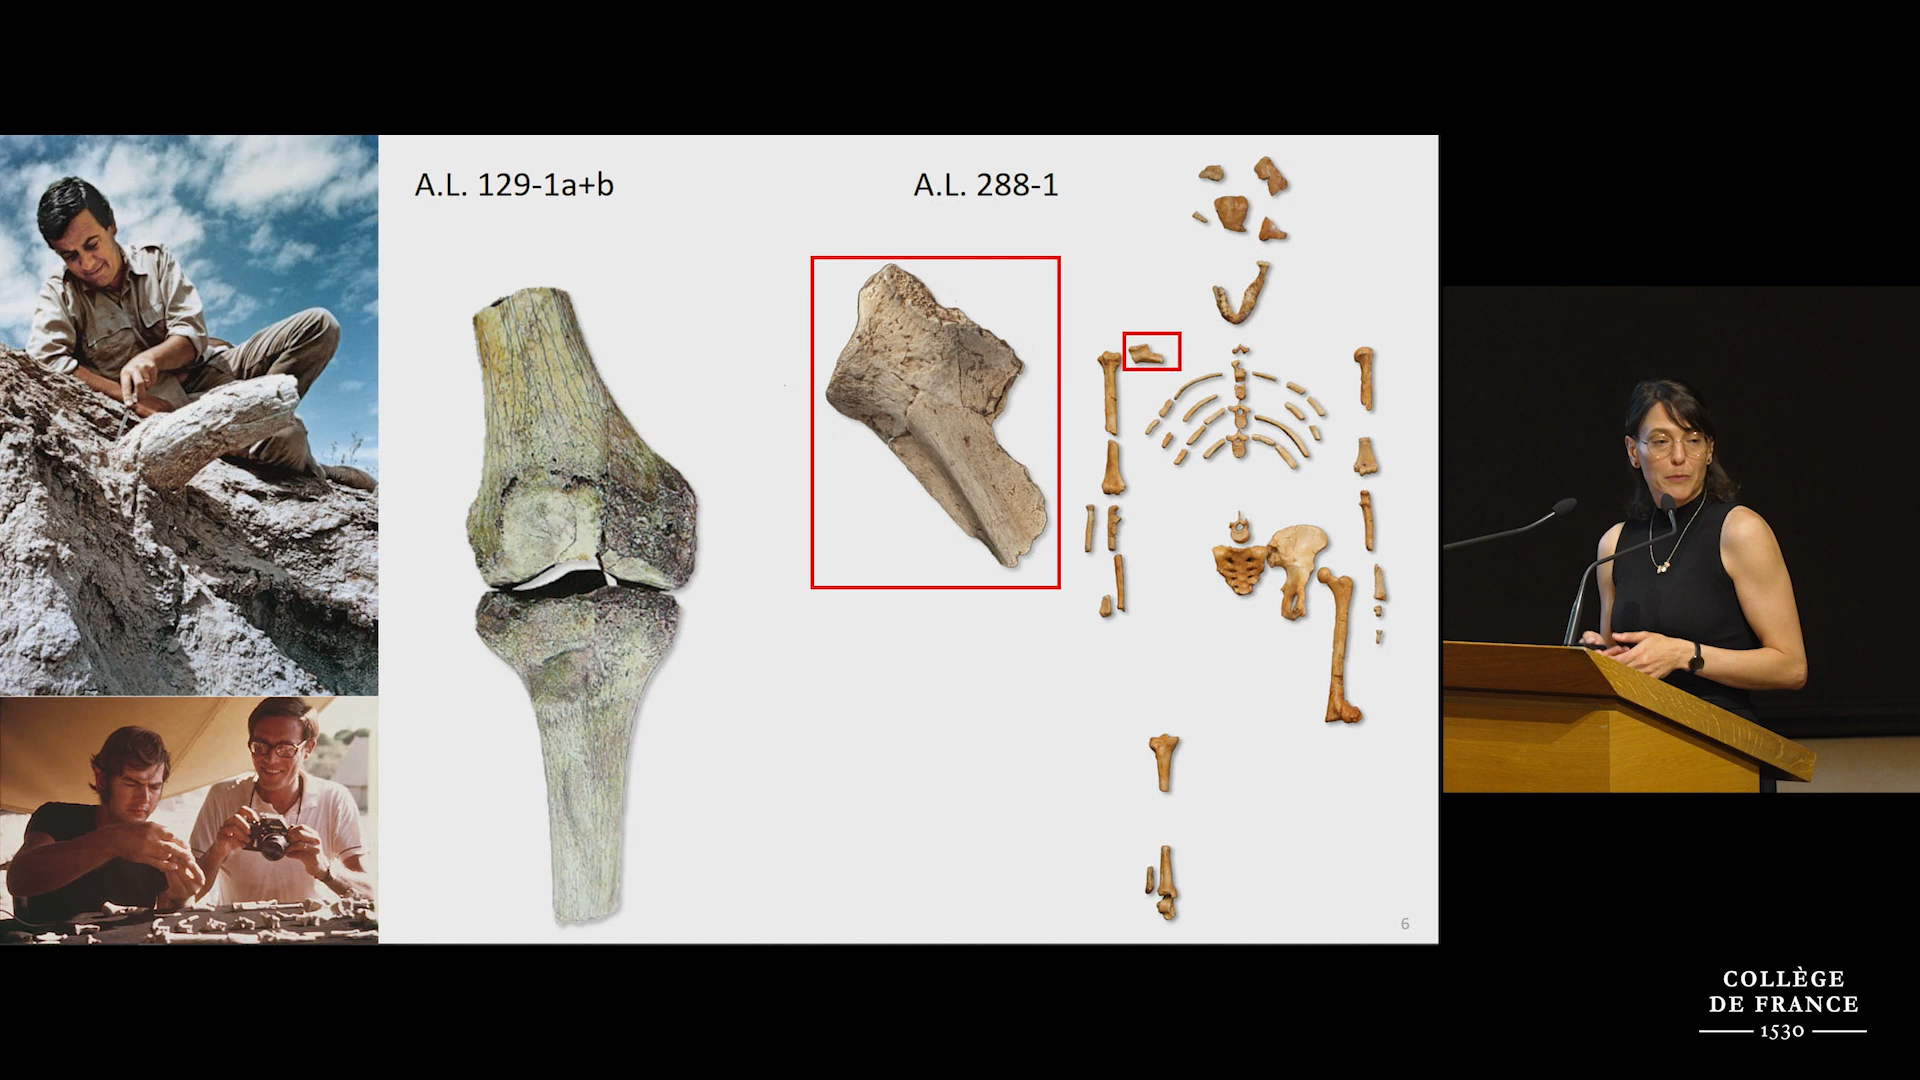 A.L. 129-1a+b
A.L. 288-1
6
COLLÈGE
DE FRANCE
1530